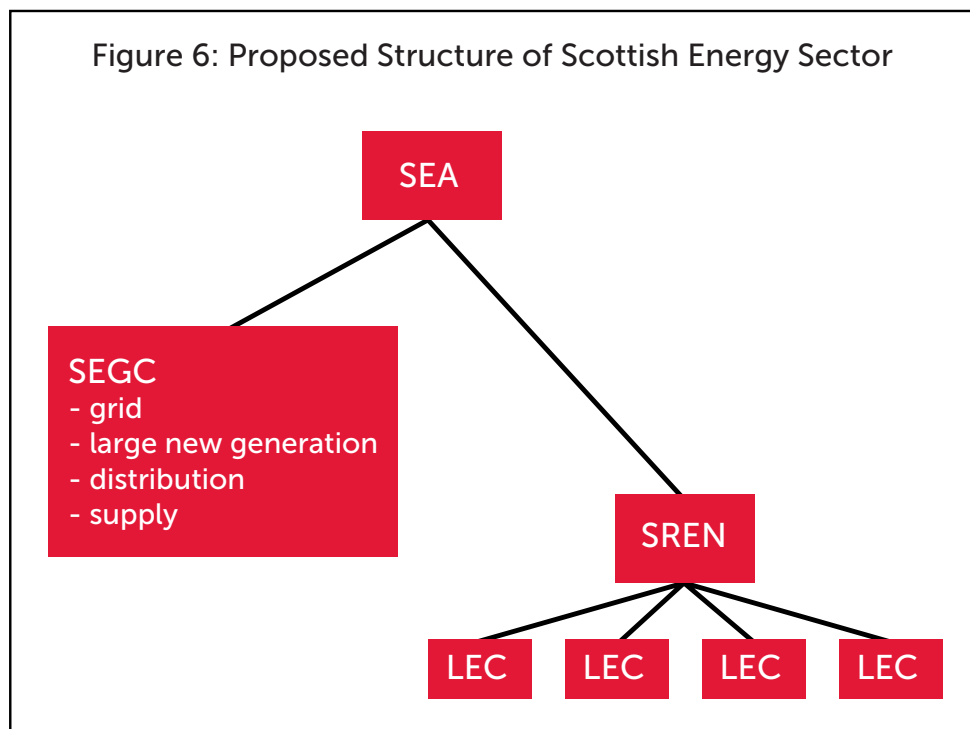 Figure 6: Proposed Structure of Scottish Energy Sector
SEA
SEGC
- grid
- large new generation
- distribution
- supply
SREN
LEC
LEC
LEC
LEC